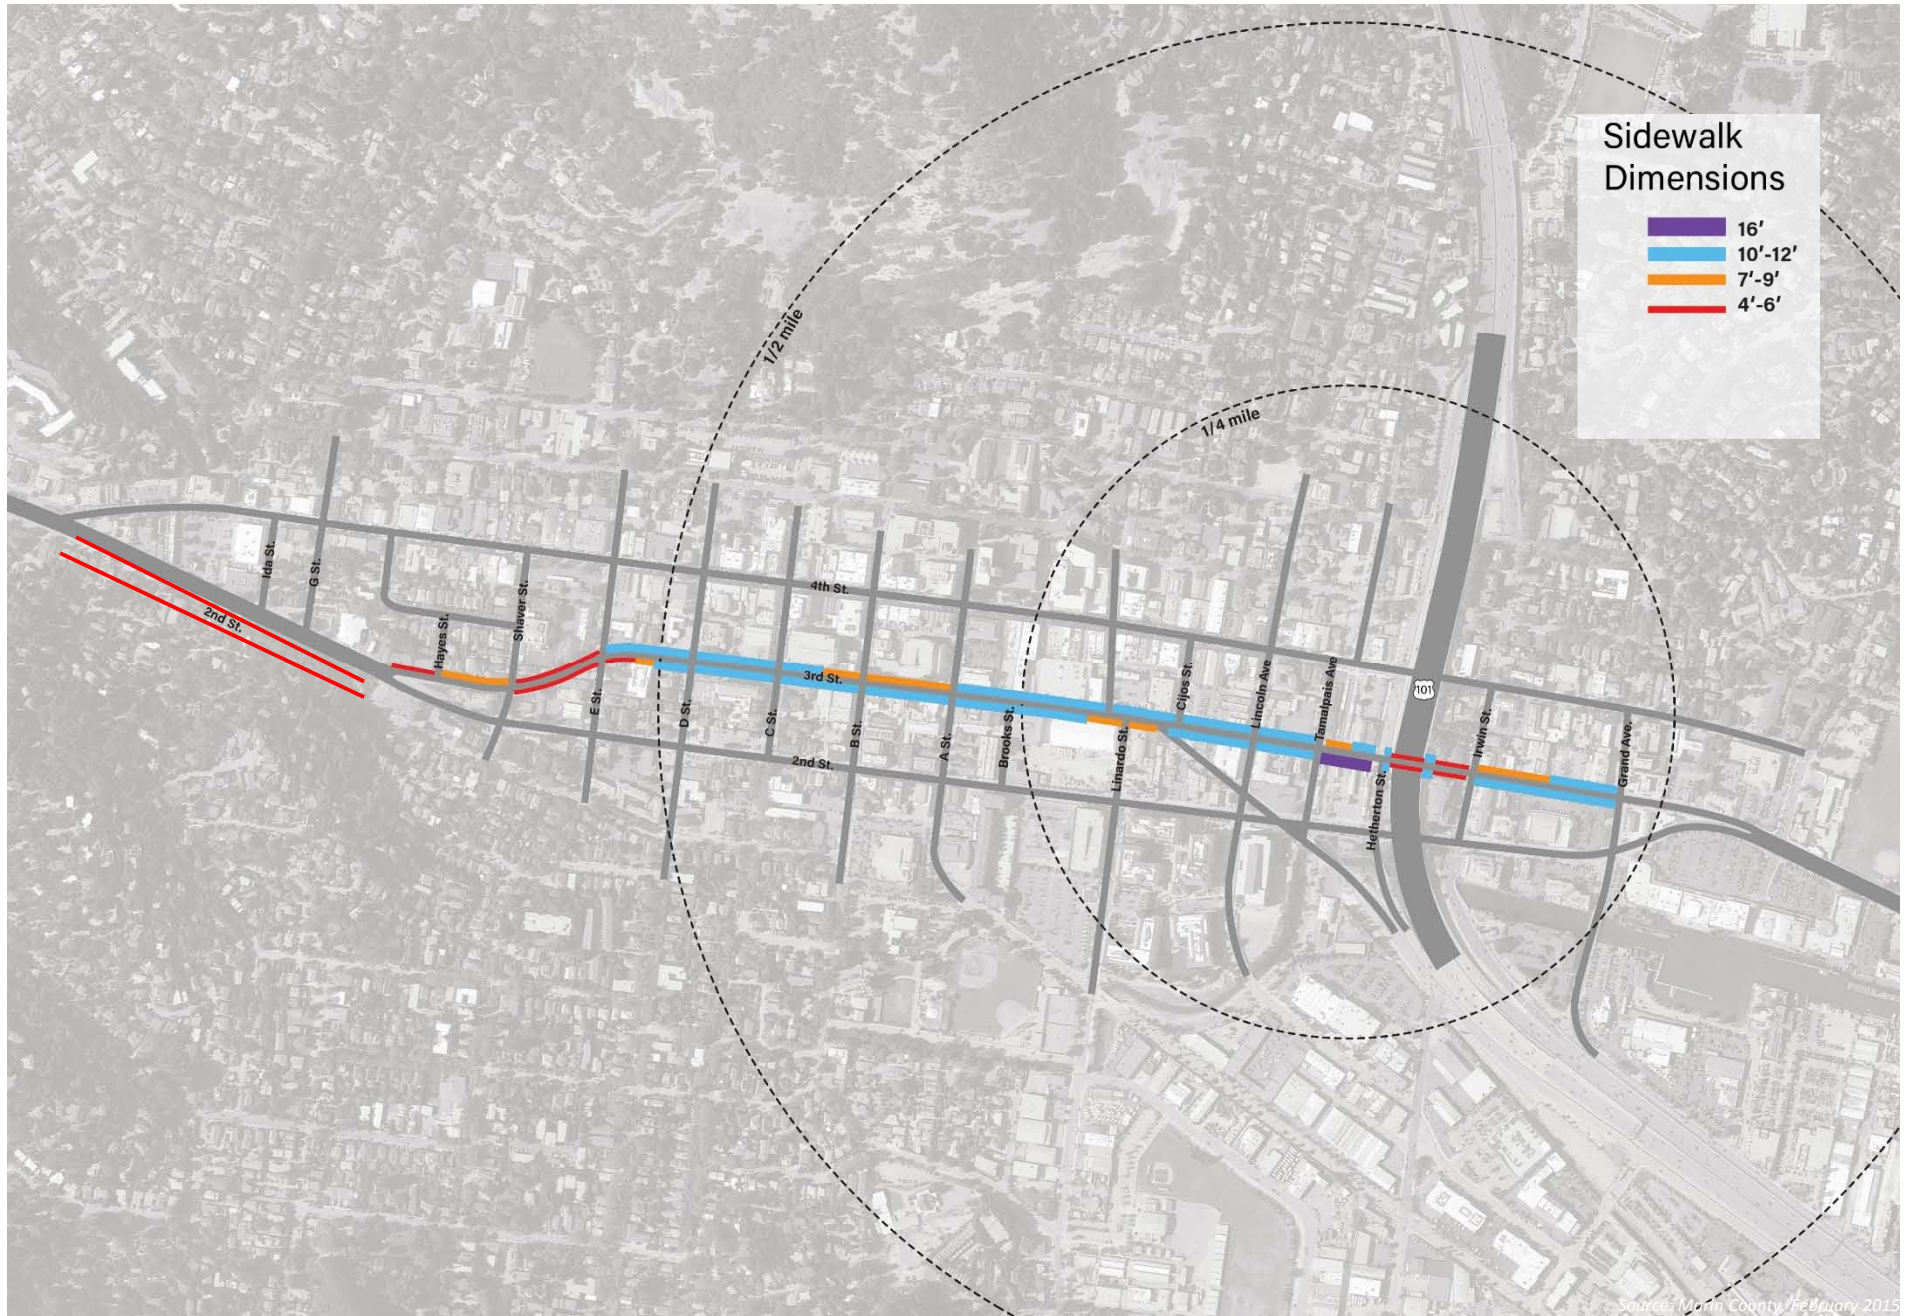 Sidewalk
Dimensions
16'
10'-12'
7'-9'
4'-6'
1/2 mile
1/4 mile
Ida St.
G St.
2nd St.
Hayes St.
Shaver St.
E St.
D St.
C St.
B St.
A St.
Brooks St.
Linardo St.
Cijos St.
Lincoln Ave
Tamalpais Ave
Hetherton St.
Irwin St.
Grand Ave.
4th St.
3rd St.
2nd St.
101
Source: Marin County, February 2015